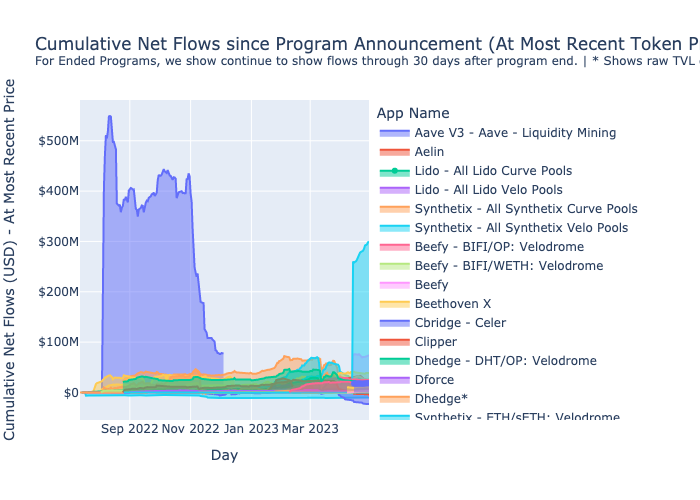 Cumulative Net Flows since Program Announcement (At Most Recent Token P
For Ended Programs, we show continue to show flows through 30 days after program end. | * Shows raw TVL
Cumulative Net Flows (USD) - At Most Recent Price
$500M
$400M
$300M
$200M
$100M
$0
Sep 2022 Nov 2022 Jan 2023 Mar 2023
Day
App Name
Aave V3 - Aave - Liquidity Mining
Aelin
Lido - All Lido Curve Pools
Lido - All Lido Velo Pools
Synthetix - All Synthetix Curve Pools
Synthetix - All Synthetix Velo Pools
Beefy - BIFI/OP: Velodrome
Beefy - BIFI/WETH: Velodrome
Beefy
Beethoven X
Cbridge - Celer
Clipper
Dhedge - DHT/OP: Velodrome
Dforce
Dhedge*
Synthetix - ETH/sETH: Velodrome